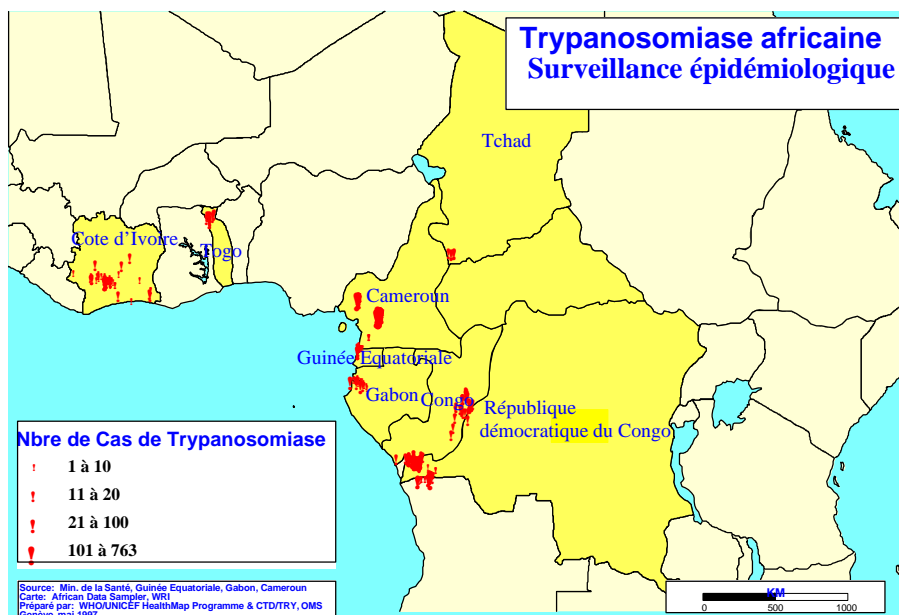 Trypanosomiase africaine
Surveillance épidémiologique
Tchad
Cote d'Ivoire
Togo
Cameroun
Guinée Equatoriale
Gabon
Congo
République
démocratique du Congo
Nbre de Cas de Trypanosomiase
1 à 10
11 à 20
21 à 100
101 à 763
KM
0 500 1000
Source: Min. de la Santé, Guinée Equatoriale, Gabon, Cameroun
Carte: African Data Sampler, WRI
Préparé par: WHO/UNICEF HealthMap Programme & CTD/TRY, OMS
Genève, mai 1997